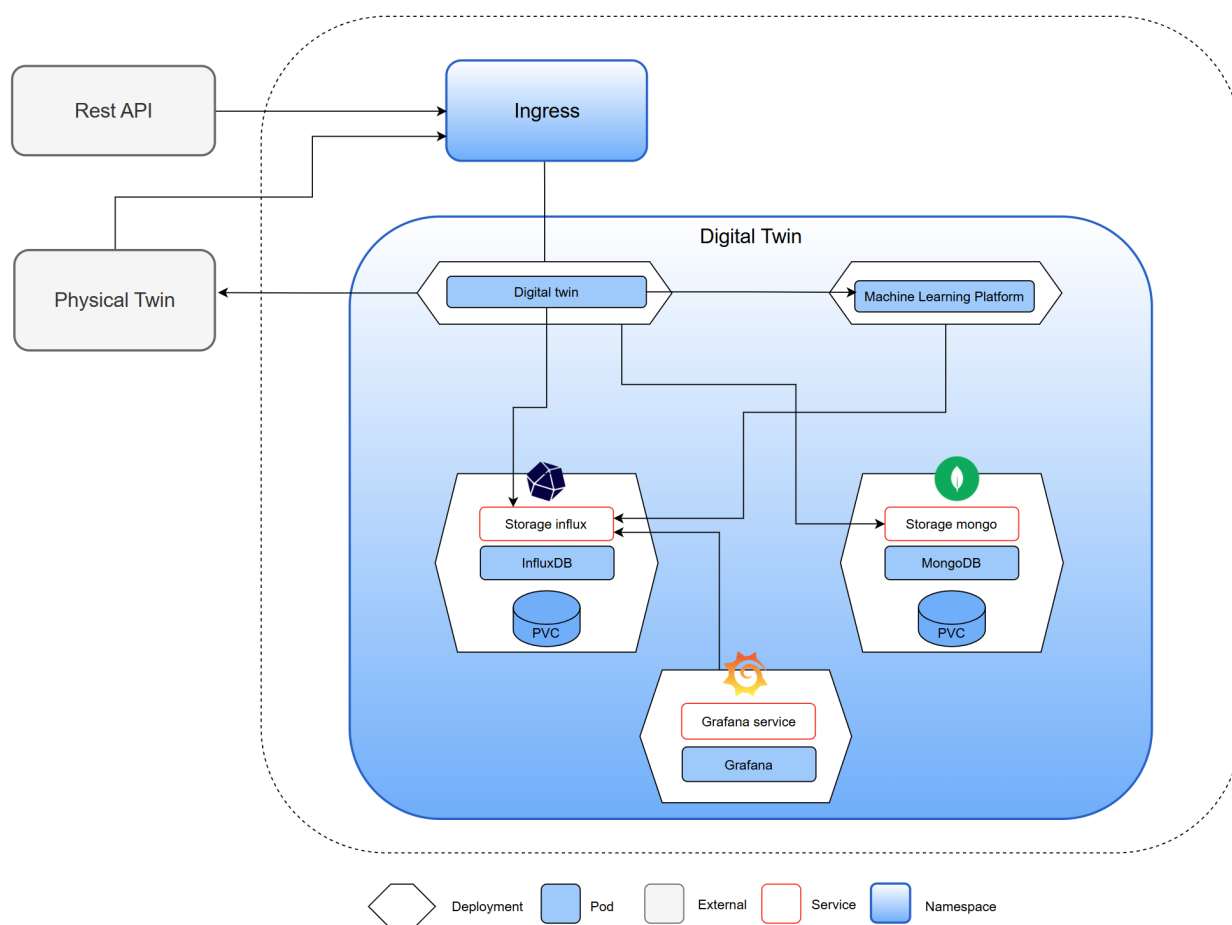 Rest API
Ingress
Physical Twin
Digital Twin
Digital twin
Machine Learning Platform
Storage influx
InfluxDB
PVC
Storage mongo
MongoDB
PVC
Grafana service
Grafana
Deployment
Pod
External
Service
Namespace